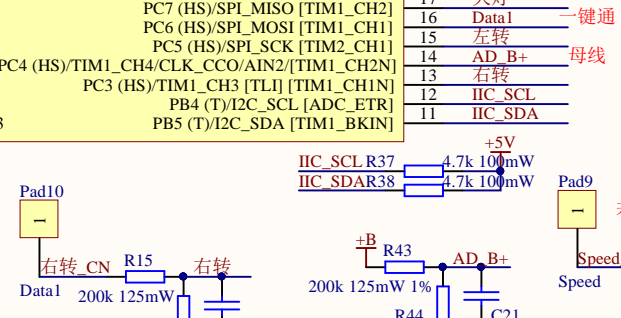 PC7 (HS)/SPI_MISO [TIM1_CH2]
PC6 (HS)/SPI_MOSI [TIM1_CH1] 16 Data1 一键通
PC5 (HS)/SPI_SCK [TIM2_CH1] 15 左转
PC4 (HS)/TIM1_CH4/CLK_CCO/AIN2/[TIM1_CH2N] 14 AD_B+ 母线
PC3 (HS)/TIM1_CH3 [TLI] [TIM1_CH1N] 13 右转
PB4 (T)/I2C_SCL [ADC_ETR] 12 IIC_SCL
PB5 (T)/I2C_SDA [TIM1_BKIN] 11 IIC_SDA
+5V
IIC_SCL R37 4.7k 100mW
IIC_SDA R38 4.7k 100mW
Pad10
1
右转_CN R15 右转
Data1 200k 125mW
+B R43 AD_B+
200k 125mW 1%
R44 C21
Pad9
1
Speed
Speed